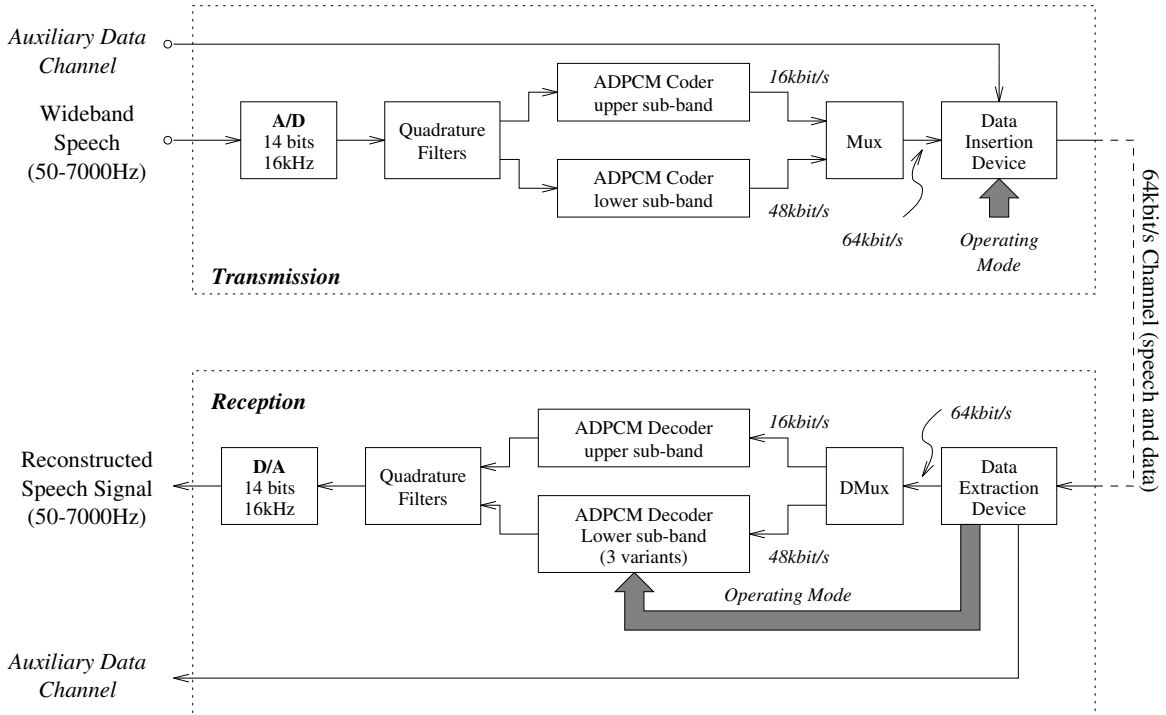 Auxiliary Data
Channel
Wideband
Speech
(50-7000Hz)
A/D
14 bits
16kHz
Quadrature
Filters
ADPCM Coder
upper sub-band
ADPCM Coder
lower sub-band
16kbit/s
48kbit/s
Mux
64kbit/s
Data
Insertion
Device
Operating
Mode
Transmission
64kbit/s Channel (speech and data)
Reception
Reconstructed
Speech Signal
(50-7000Hz)
D/A
14 bits
16kHz
Quadrature
Filters
ADPCM Decoder
upper sub-band
ADPCM Decoder
Lower sub-band
(3 variants)
16kbit/s
48kbit/s
DMux
64kbit/s
Data
Extraction
Device
Operating Mode
Auxiliary Data
Channel